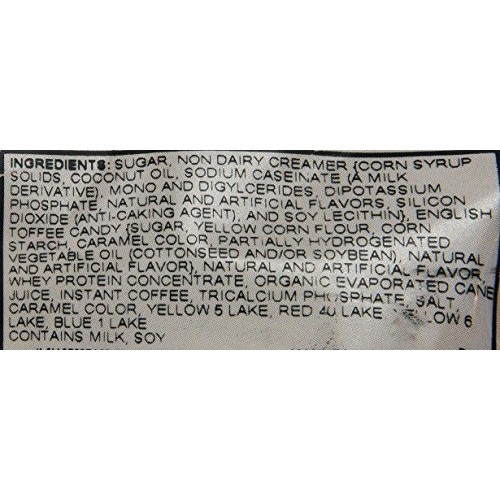 INGREDIENTS: SUGAR, NON DAIRY CREAMER {CORN SYRUP
SOLIDS, COCONUT OIL, SODIUM CASEINATE (A MILK
DERIVATIVE), MONO AND DIGYLCERIDES, DIPOTASSIUM
PHOSPHATE, NATURAL AND ARTIFICIAL FLAVORS, SILICON
DIOXIDE (ANTI-CAKING AGENT), AND SOY LECITHIN}, ENGLISH
TOFFEE CANDY {SUGAR, YELLOW CORN FLOUR, CORN
STARCH, CARAMEL COLOR, PARTIALLY HYDROGENATED
VEGETABLE OIL (COTTONSEED AND/OR SOYBEAN), NATURAL
AND ARTIFICIAL FLAVOR}, NATURAL AND ARTIFICIAL FLAVOR
WHEY PROTEIN CONCENTRATE, ORGANIC EVAPORATED CANE
JUICE, INSTANT COFFEE, TRICALCIUM PHOSPHATE, SALT,
CARAMEL COLOR, YELLOW 5 LAKE, RED 40 LAKE YELLOW 6
LAKE, BLUE 1 LAKE
CONTAINS MILK, SOY